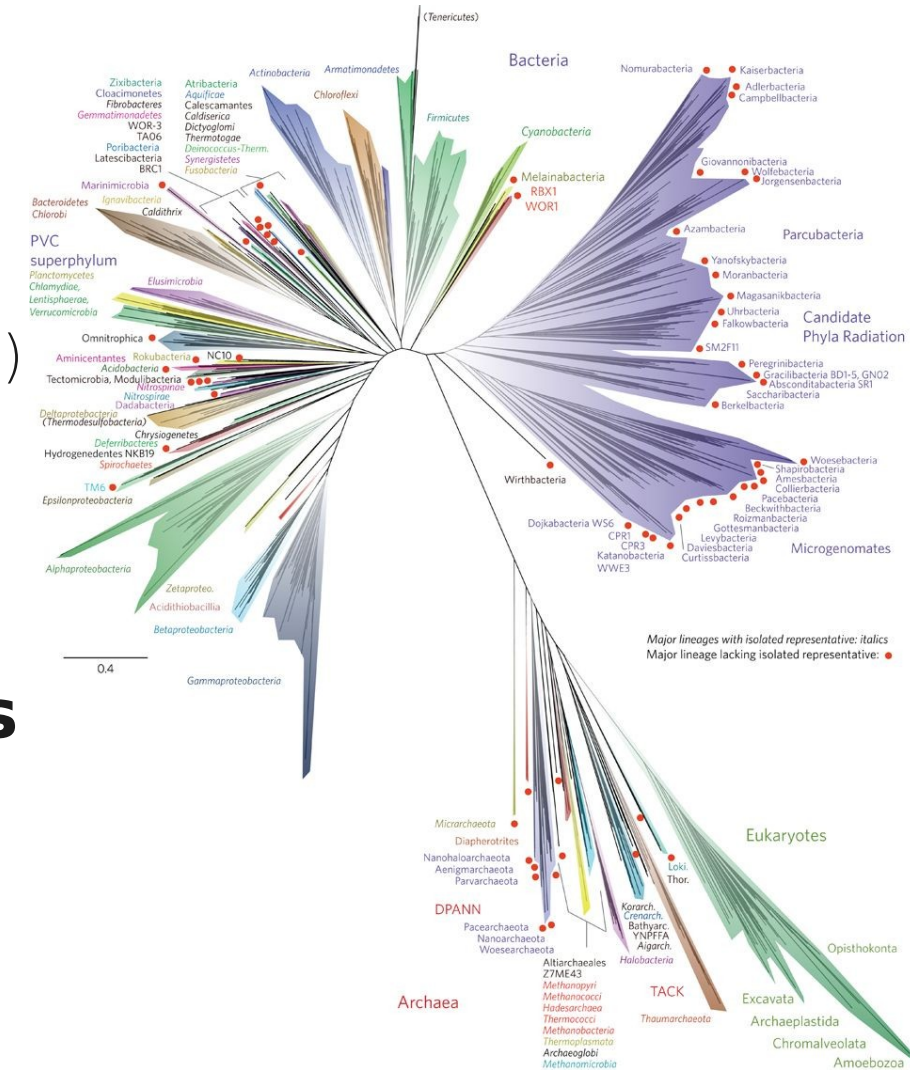 (Tenericutes)
Bacteria
Zixibacteria
Cloacimonetes
Fibrobacteres
Gemmatimonadetes
WOR-3
TA06
Poribacteria
Latescibacteria
BRC1
Atribacteria
Aquificae
Calescamantes
Caldiserica
Dictyoglomi
Thermotogae
Deinococcus-Therm.
Synergistetes
Fusobacteria
Actinobacteria
Armatimonadetes
Chloroflexi
Firmicutes
Cyanobacteria
Melainabacteria
RBX1
WOR1
Nomurabacteria
Kaiserbacteria
Adlerbacteria
Campbellbacteria
Giovannonibacteria
Wolfebacteria
Jorgensenbacteria
Azambacteria
Parcubacteria
Yanofskybacteria
Moranbacteria
Magasanikbacteria
Uhrbacteria
Falkowbacteria
Candidate
Phyla Radiation
SM2F11
Peregrinibacteria
Gracilibacteria BD1-5, GN02
Absconditabacteria SR1
Saccharibacteria
Berkelbacteria
Woesebacteria
Shapirobacteria
Amesbacteria
Collierbacteria
Pacebacteria
Beckwithbacteria
Roizmanbacteria
Gottesmanbacteria
Levybacteria
Daviesbacteria
Curtissbacteria
Microgenomates
Wirthbacteria
Dojkabacteria WS6
CPR1
CPR3
Katanobacteria
WWE3
Marinimicrobia
Ignavibacteria
Caldithrix
Bacteroidetes
Chlorobi
PVC
superphylum
Planctomycetes
Chlamydiae,
Lentisphaerae,
Verrucomicrobia
Elusimicrobia
)
Omnitrophica
Aminicentantes
Rokubacteria
NC10
Acidobacteria
Tectomicrobia, Modulibacteria
Nitrospinae
Nitrospirae
Dadabacteria
Deltaprotebacteria
(Thermodesulfobacteria)
Chrysiogenetes
Deferribacteres
Hydrogenedentes NKB19
Spirochaetes
TM6
Epsilonproteobacteria
Alphaproteobacteria
Zetaproteo.
Acidithiobacillia
Betaproteobacteria
Gammaproteobacteria
0.4
s
Major lineages with isolated representative: italics
Major lineage lacking isolated representative:
Micrarchaeota
Diapherotrites
Nanohaloarchaeota
Aenigmarchaeota
Parvarchaeota
DPANN
Pacearchaeota
Nanoarchaeota
Woesearchaeota
Archaea
Altiarchaeales
Z7ME43
Methanopyri
Methanococci
Hadesarchaea
Thermococci
Methanobacteria
Thermoplasmata
Archaeoglobi
Methanomicrobia
Halobacteria
Korarch.
Crenarch.
Bathyarc.
YNPFFA
Aigarch.
TACK
Thaumarchaeota
Loki.
Thor.
Eukaryotes
Opisthokonta
Excavata
Archaeplastida
Chromalveolata
Amoebozoa